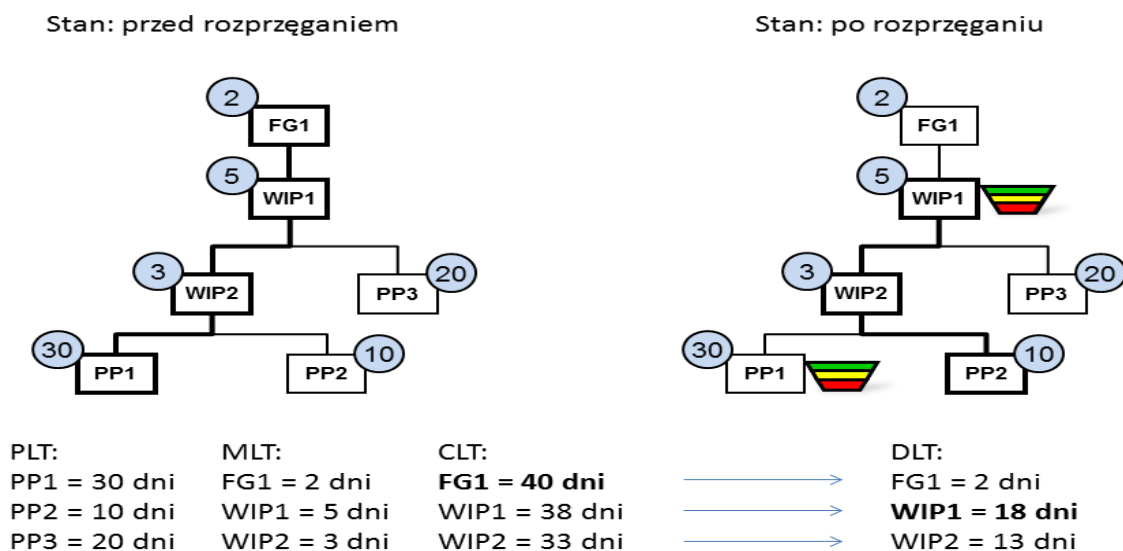 Stan: przed rozprzęganiem
2
FG1
5
WIP1
3
WIP2
20
PP3
30
PP1
10
PP2
Stan: po rozprzęganiu
2
FG1
5
WIP1
3
WIP2
20
PP3
30
PP1
10
PP2
PLT: MLT: CLT: DLT:
PP1 = 30 dni FG1 = 2 dni FG1 = 40 dni FG1 = 2 dni
PP2 = 10 dni WIP1 = 5 dni WIP1 = 38 dni WIP1 = 18 dni
PP3 = 20 dni WIP2 = 3 dni WIP2 = 33 dni WIP2 = 13 dni